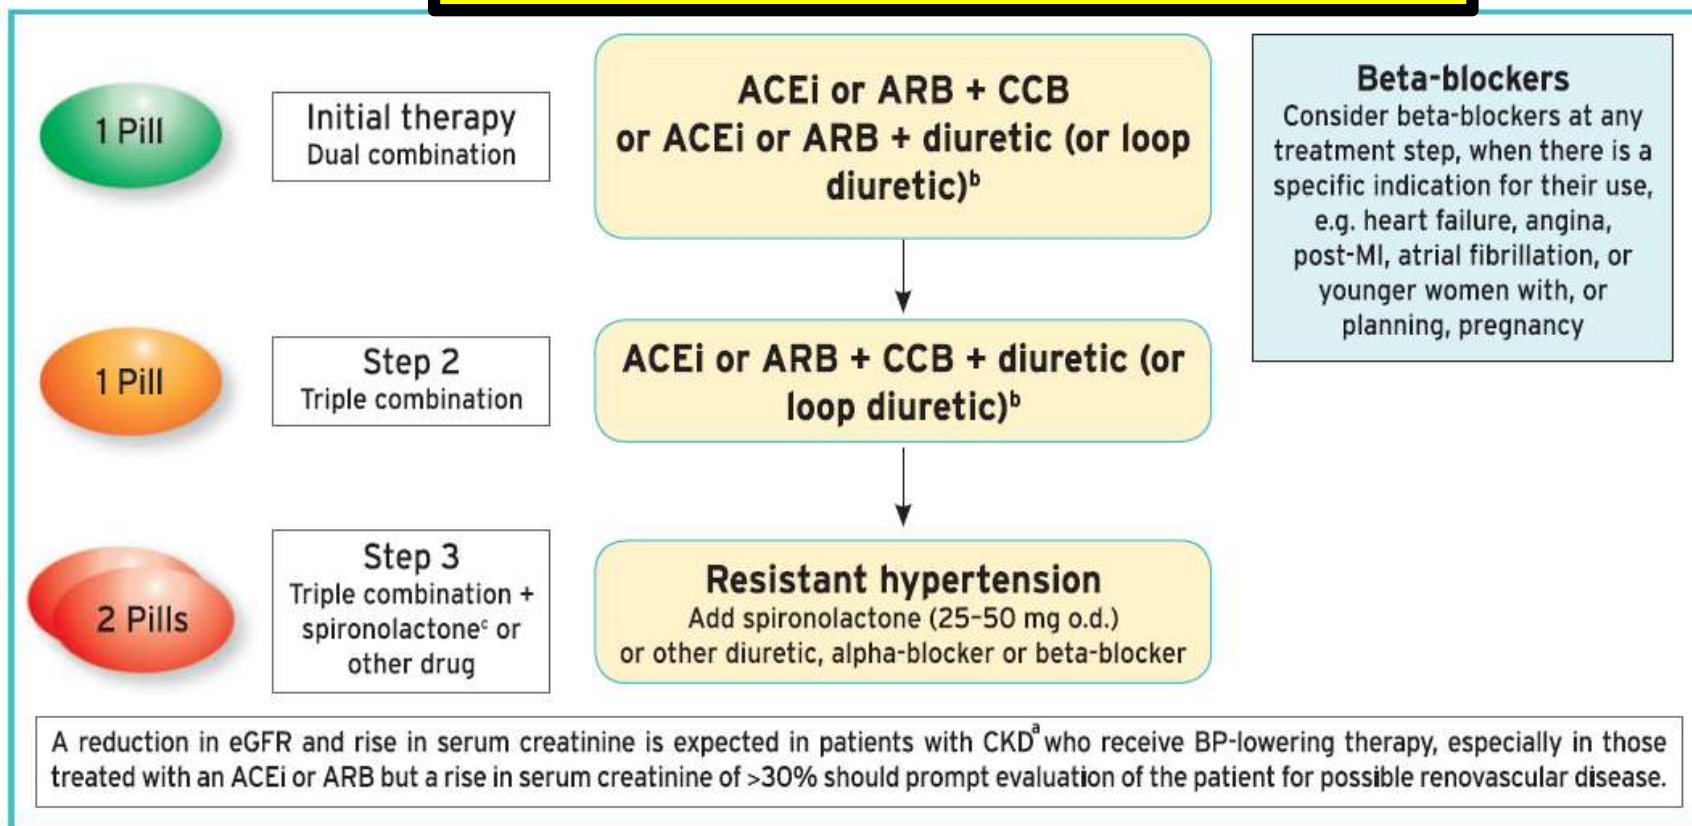 1 Pill
Initial therapy
Dual combination
ACEi or ARB + CCB
or ACEi or ARB + diuretic (or loop
diuretic)ᵇ
Beta-blockers
Consider beta-blockers at any
treatment step, when there is a
specific indication for their use,
e.g. heart failure, angina,
post-MI, atrial fibrillation, or
younger women with, or
planning, pregnancy
1 Pill
Step 2
Triple combination
ACEi or ARB + CCB + diuretic (or
loop diuretic)ᵇ
2 Pills
Step 3
Triple combination +
spironolactoneᶜ or
other drug
Resistant hypertension
Add spironolactone (25–50 mg o.d.)
or other diuretic, alpha-blocker or beta-blocker
A reduction in eGFR and rise in serum creatinine is expected in patients with CKDᵃ who receive BP-lowering therapy, especially in those
treated with an ACEi or ARB but a rise in serum creatinine of >30% should prompt evaluation of the patient for possible renovascular disease.